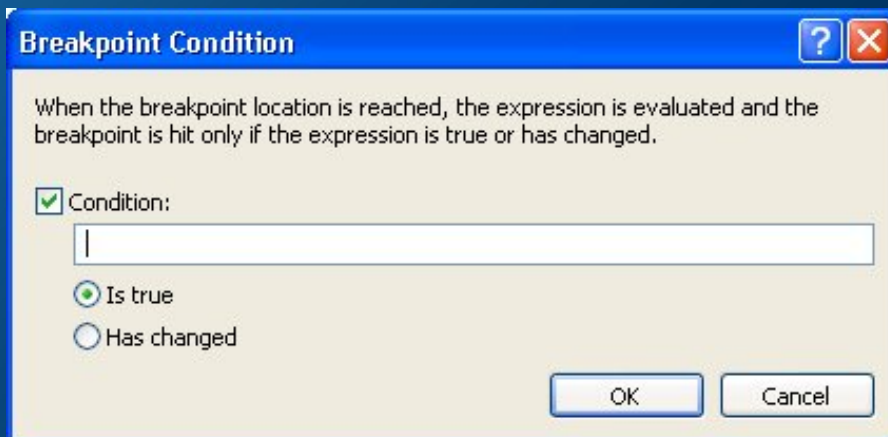 Breakpoint Condition
When the breakpoint location is reached, the expression is evaluated and the
breakpoint is hit only if the expression is true or has changed.
Condition:
Is true
Has changed
OK Cancel